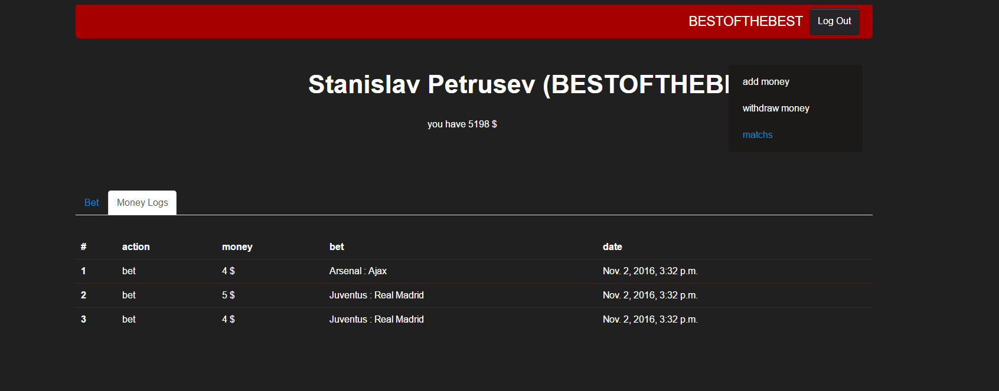 BESTOFTHEBEST Log Out
Stanislav Petrusev (BESTOFTHEB
add money
withdraw money
you have 5198 $
matchs
Bet Money Logs
# action money bet date
1 bet 4 $ Arsenal : Ajax Nov. 2, 2016, 3:32 p.m.
2 bet 5 $ Juventus : Real Madrid Nov. 2, 2016, 3:32 p.m.
3 bet 4 $ Juventus : Real Madrid Nov. 2, 2016, 3:32 p.m.